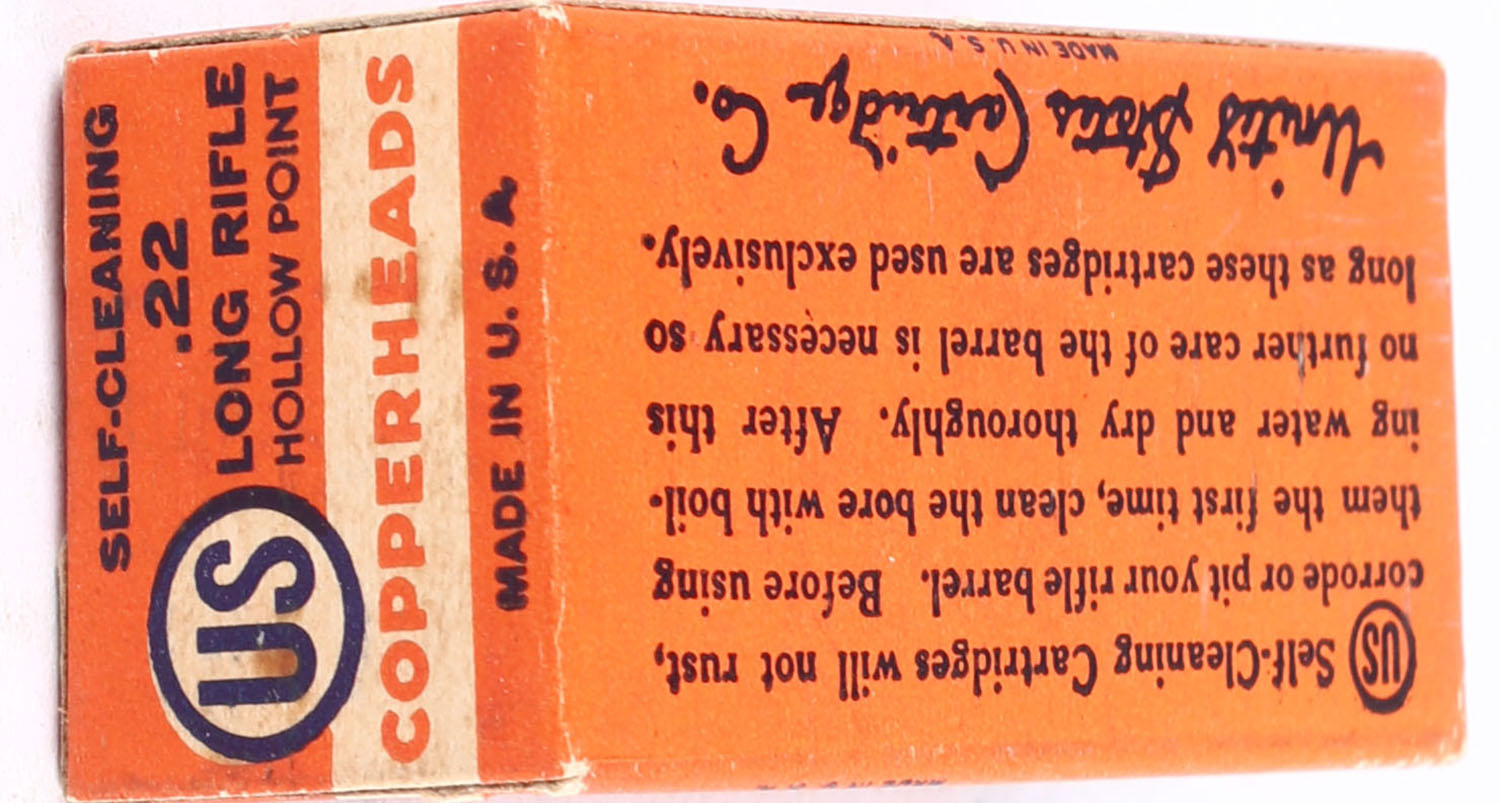 SELF-CLEANING
.22
LONG RIFLE
HOLLOW POINT
US
COPPERHEADS
MADE IN U. S. A.
US Self-Cleaning Cartridges will not rust,
corrode or pit your rifle barrel. Before using
them the first time, clean the bore with boil-
ing water and dry thoroughly. After this
no further care of the barrel is necessary so
long as these cartridges are used exclusively.
United States Cartridge Co.
MADE IN U. S. A.